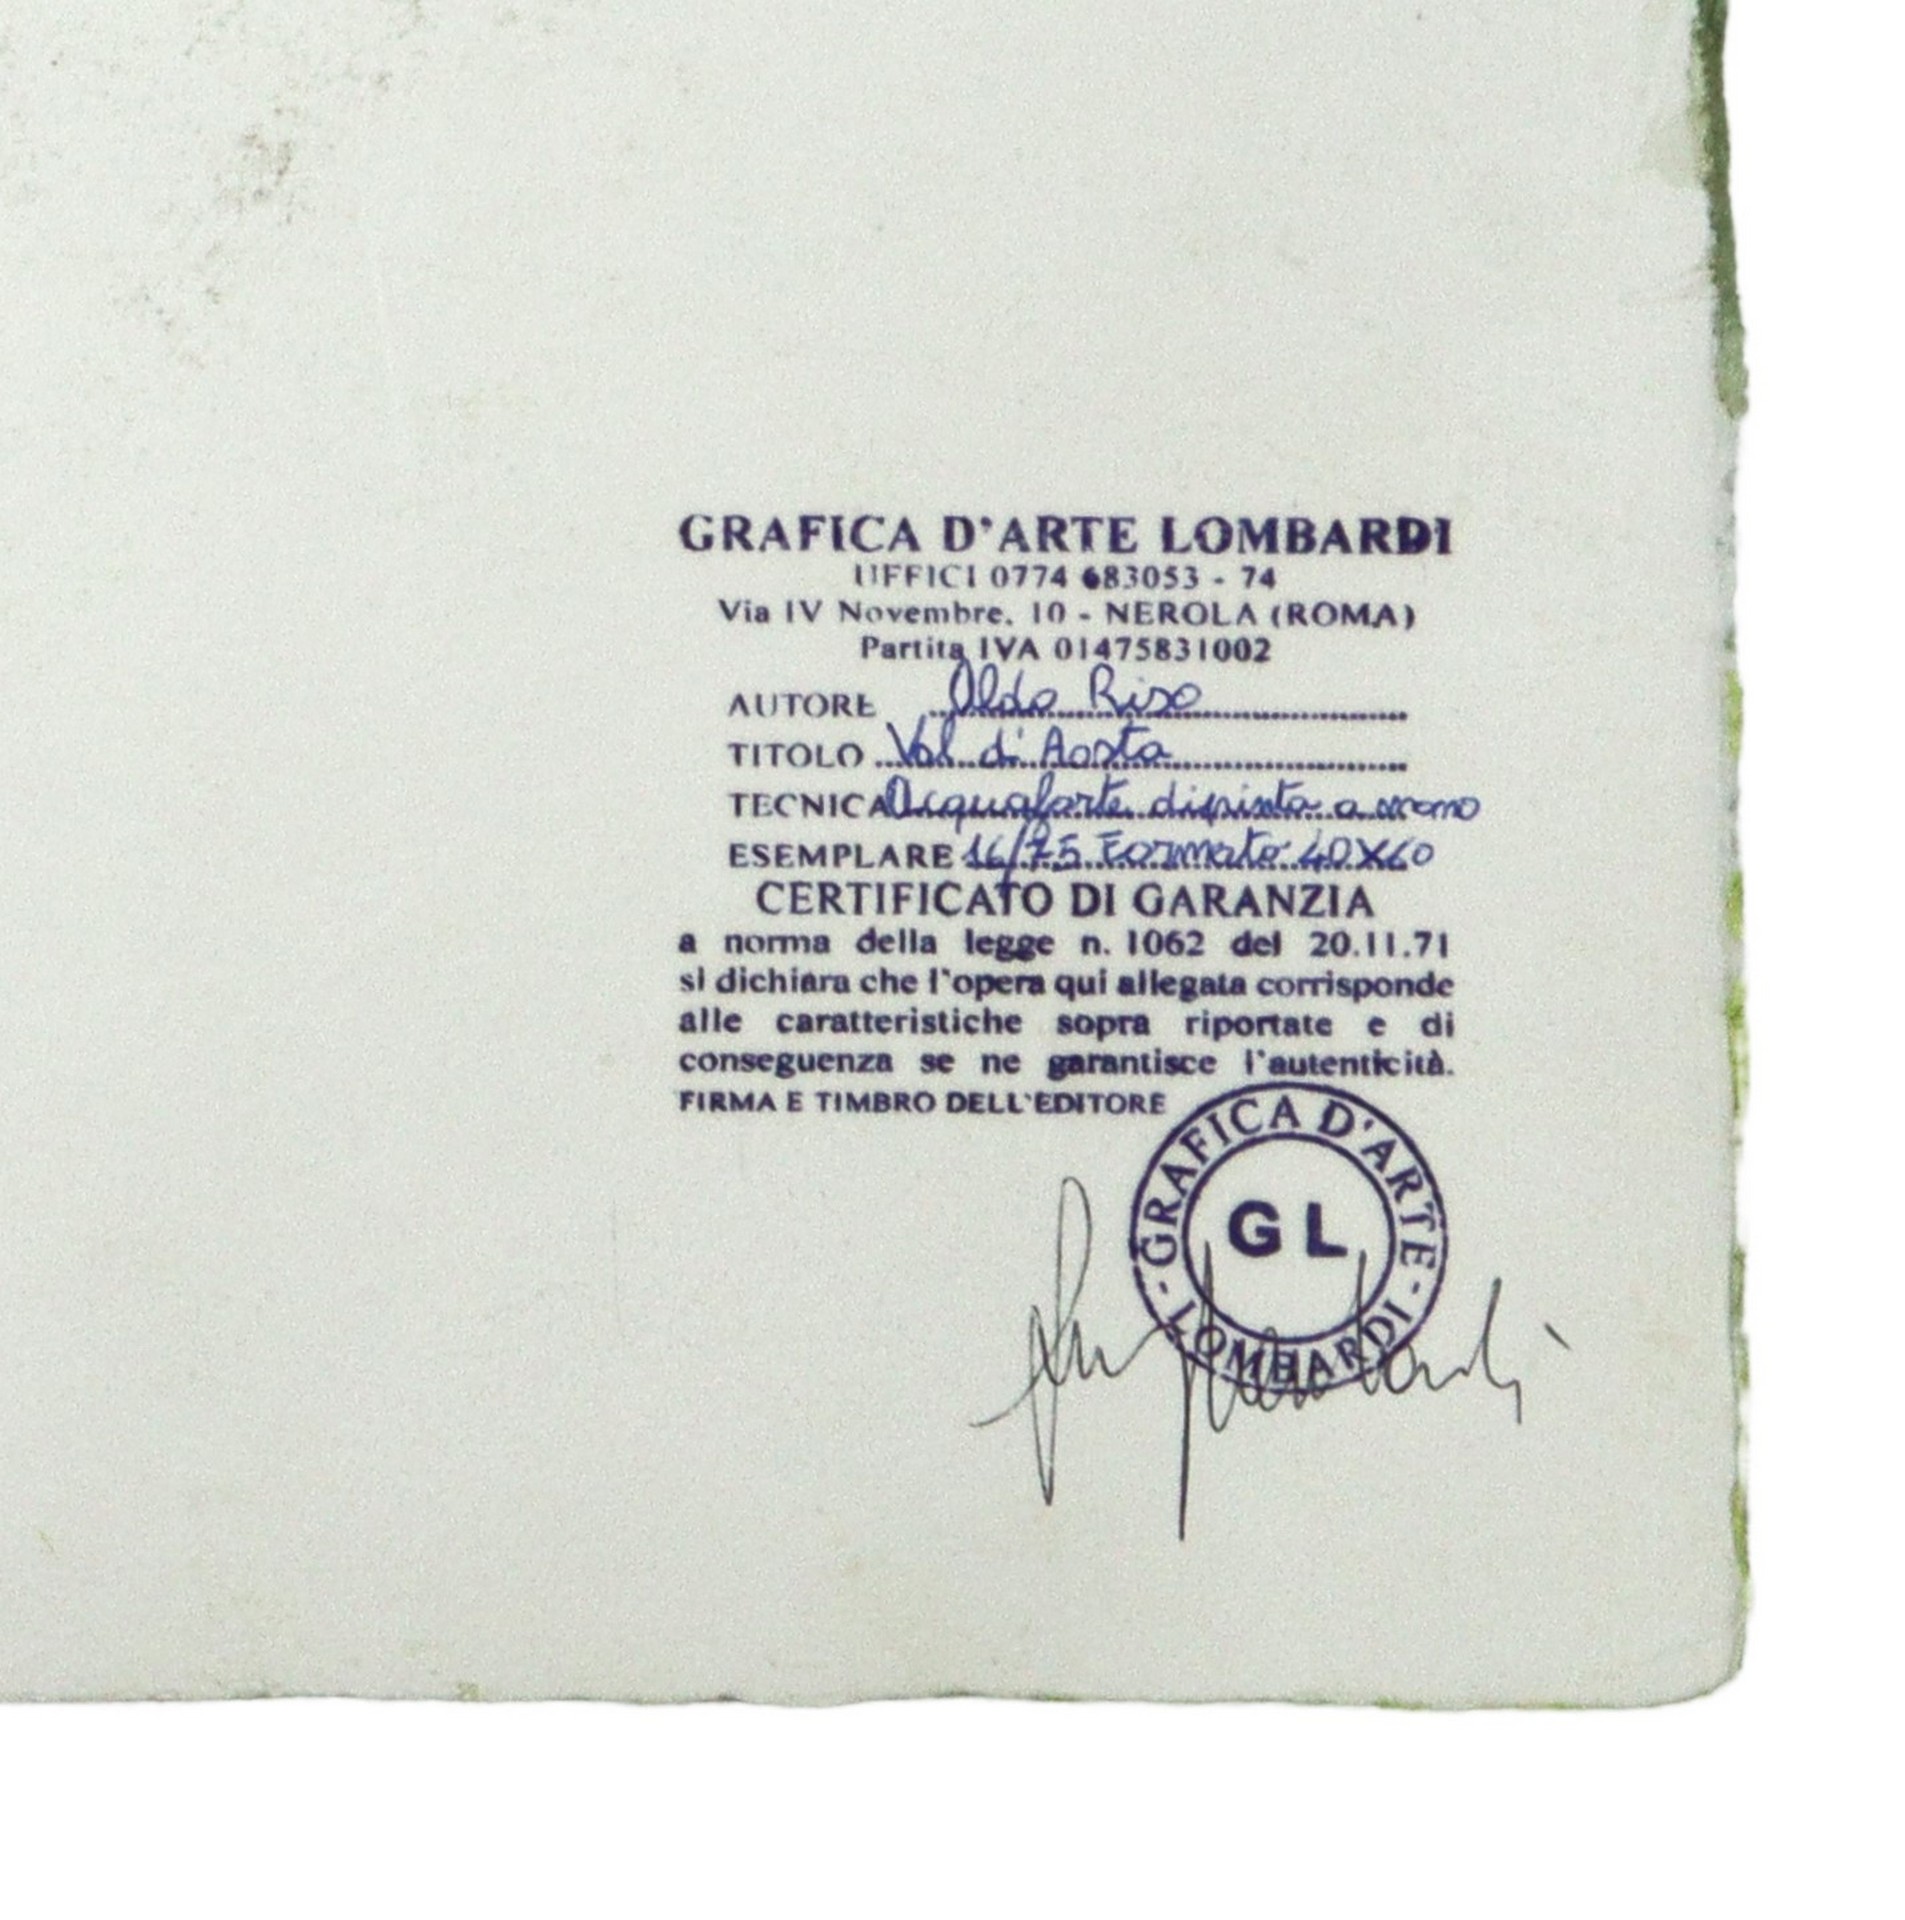 GRAFICA D'ARTE LOMBARDI
UFFICI 0774 683053 - 74
Via IV Novembre, 10 - NEROLA (ROMA)
Partita IVA 01475831002
AUTORE Aldo Riso
TITOLO Val di Aosta
TECNICA Acquaforte dipinta a mano
ESEMPLARE 16/75 Formato 40X60
CERTIFICATO DI GARANZIA
a norma della legge n. 1062 del 20.11.71
si dichiara che l'opera qui allegata corrisponde
alle caratteristiche sopra riportate e di
conseguenza se ne garantisce l'autenticità.
FIRMA E TIMBRO DELL'EDITORE
GRAFICA D'ARTE - LOMBARDI -
GL